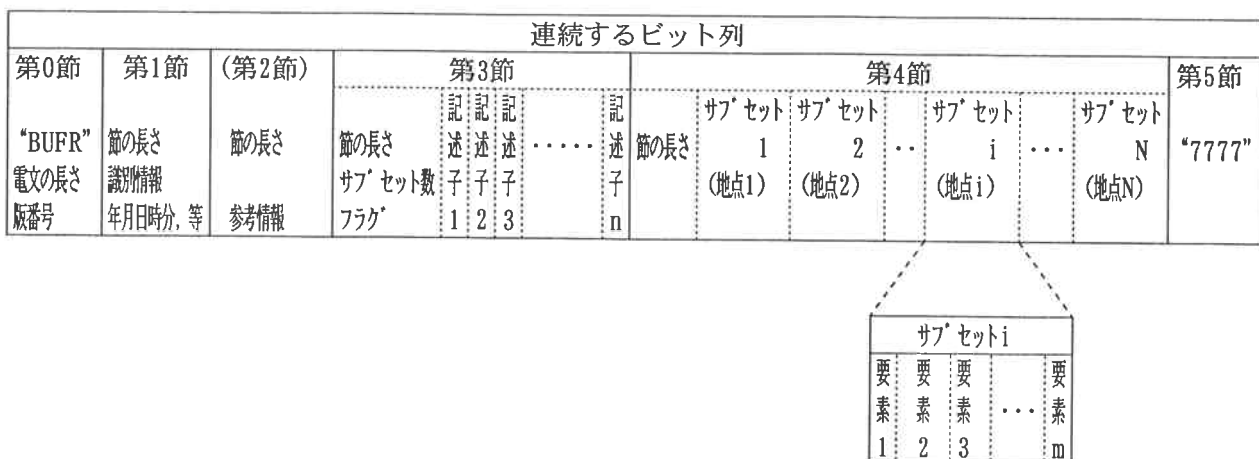 連続するビット列
第0節 第1節 (第2節) 第3節 第4節 第5節
"BUFR"
電文の長さ
版番号
節の長さ
識別情報
年月日時分, 等
節の長さ
参考情報
節の長さ
サブセット数
フラグ
記述子1
記述子2
記述子3
・・・・・
記述子n
節の長さ
サブセット
1
(地点1)
サブセット
2
(地点2)
・・
サブセット
i
(地点i)
・・・
サブセット
N
(地点N)
"7777"
サブセットi
要素1
要素2
要素3
・・・
要素m